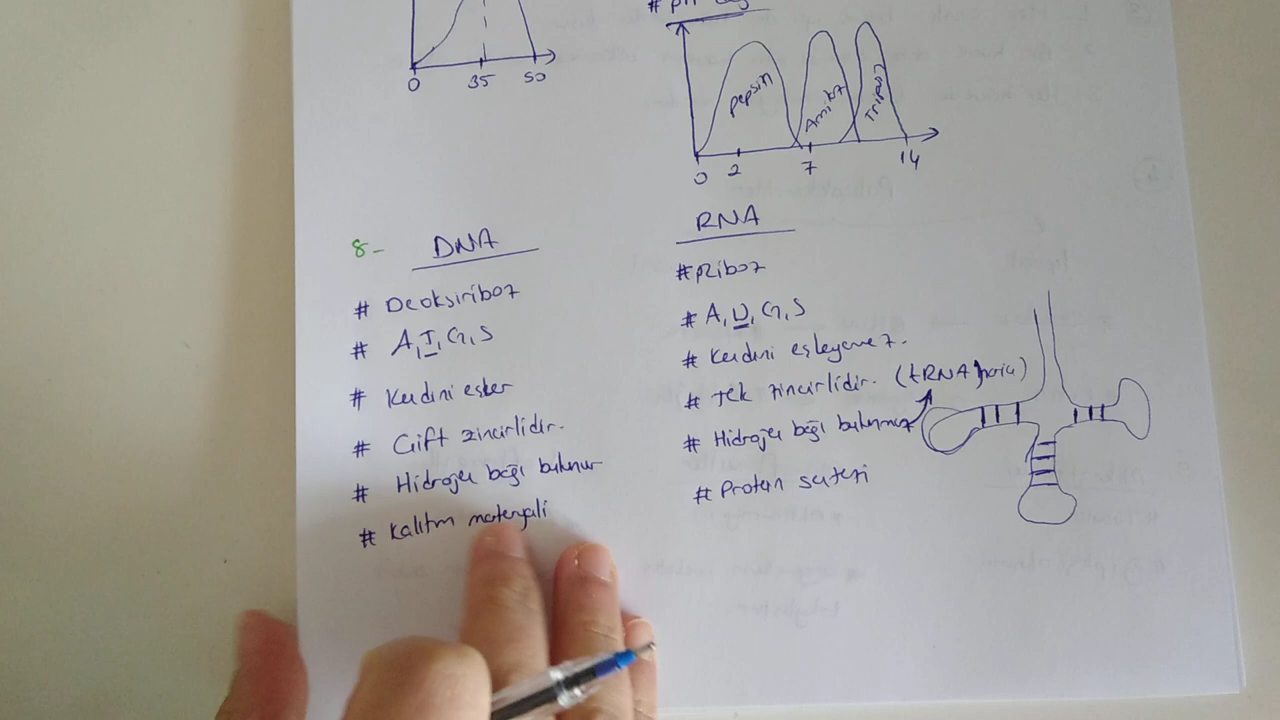 # pH
0 35 50
pepsin
Amilaz
Tripsin
0 2 7 14
8- DNA
# Deoksiriboz
# A, T, G, S
# Kendini eşler
# Çift zincirlidir.
# Hidrojen bağı bulunur
# Kalıtım materyali
RNA
# Riboz
# A, U, G, S
# Kendini eşleyemez.
# Tek zincirlidir. (tRNA hariç)
# Hidrojen bağı bulunmaz
# Protein sentezi